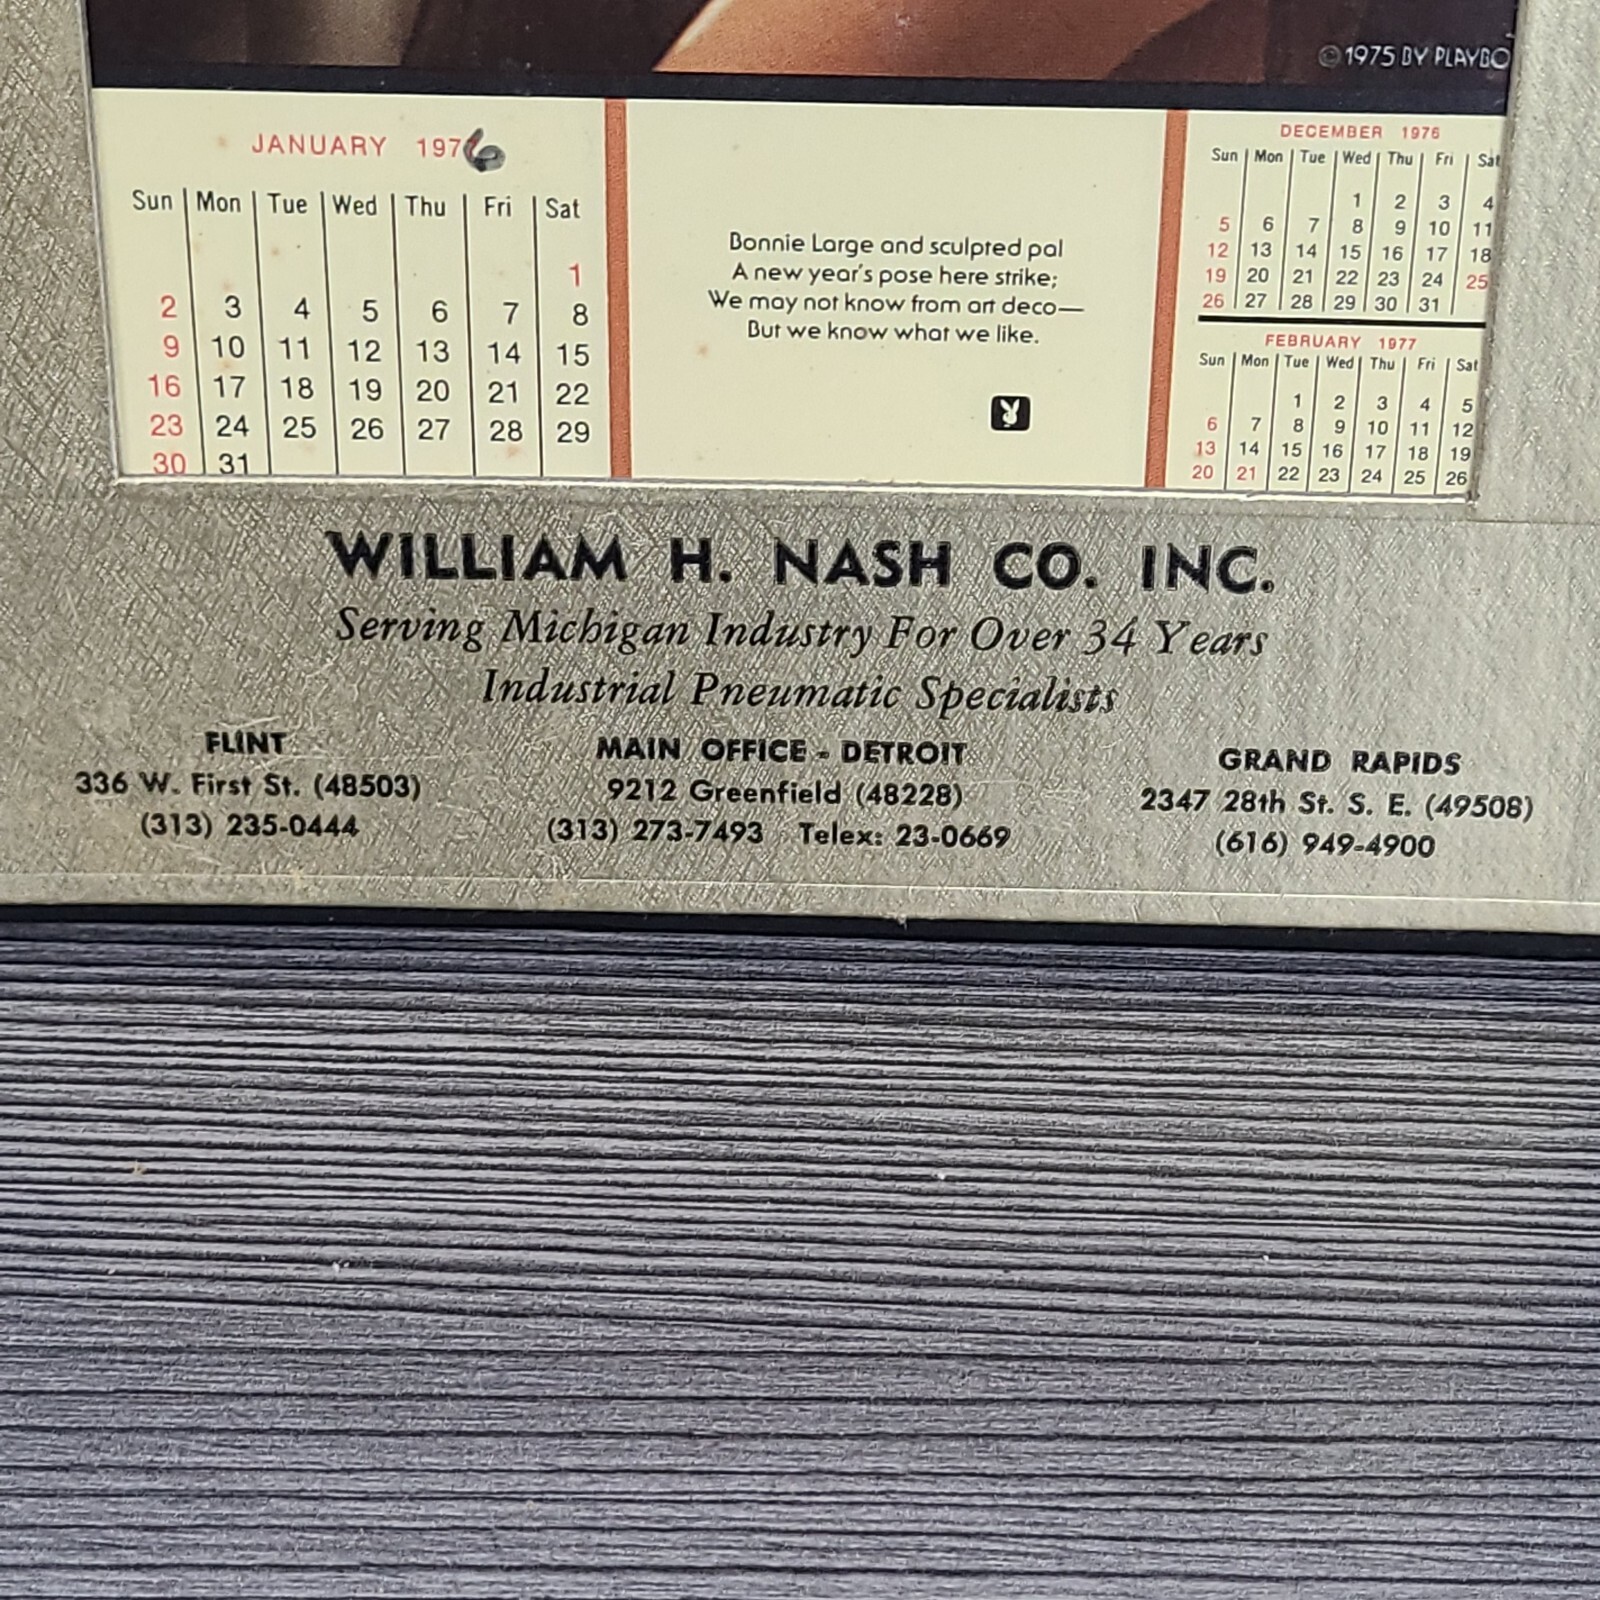 © 1975 BY PLAYBO
JANUARY 1976
Sun Mon Tue Wed Thu Fri Sat
1
2 3 4 5 6 7 8
9 10 11 12 13 14 15
16 17 18 19 20 21 22
23 24 25 26 27 28 29
30 31
Bonnie Large and sculpted pal
A new year's pose here strike;
We may not know from art deco—
But we know what we like.
DECEMBER 1976
Sun Mon Tue Wed Thu Fri Sat
1 2 3 4
5 6 7 8 9 10 11
12 13 14 15 16 17 18
19 20 21 22 23 24 25
26 27 28 29 30 31
FEBRUARY 1977
Sun Mon Tue Wed Thu Fri Sat
1 2 3 4 5
6 7 8 9 10 11 12
13 14 15 16 17 18 19
20 21 22 23 24 25 26
WILLIAM H. NASH CO. INC.
Serving Michigan Industry For Over 34 Years
Industrial Pneumatic Specialists
FLINT
336 W. First St. (48503)
(313) 235-0444
MAIN OFFICE - DETROIT
9212 Greenfield (48228)
(313) 273-7493 Telex: 23-0669
GRAND RAPIDS
2347 28th St. S. E. (49508)
(616) 949-4900